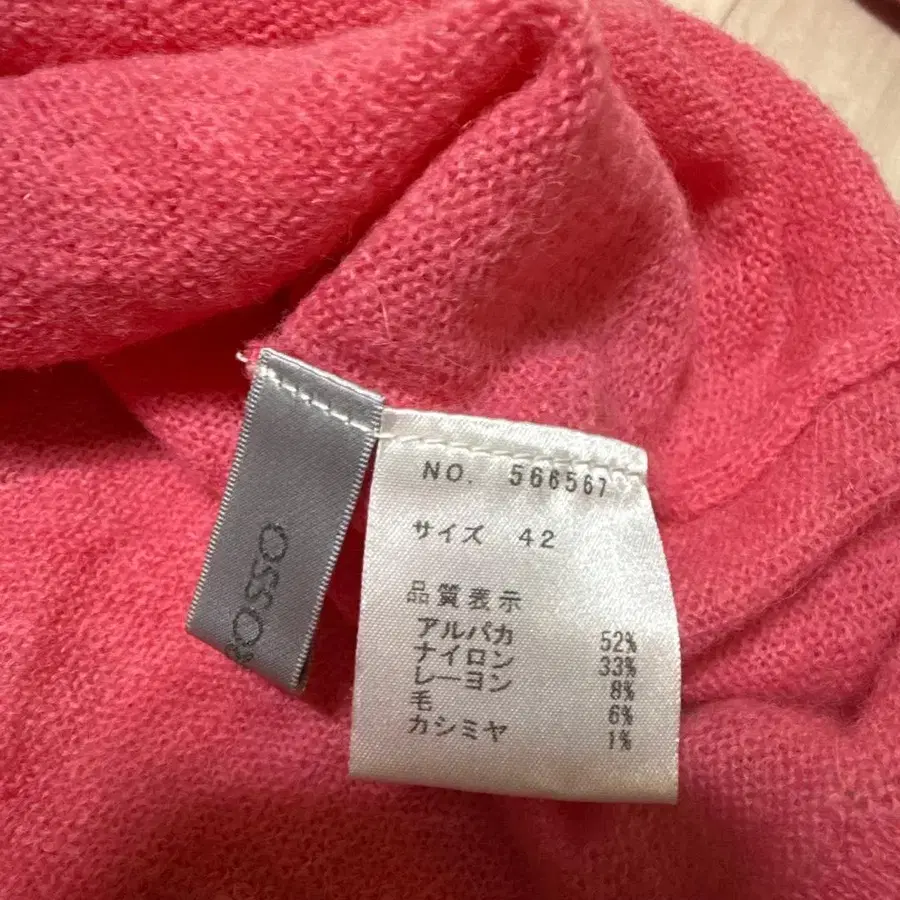 ROSSO
NO. 566567
サイズ 42
品質表示
アルパカ 52%
ナイロン 33%
レーヨン 8%
毛 6%
カシミヤ 1%